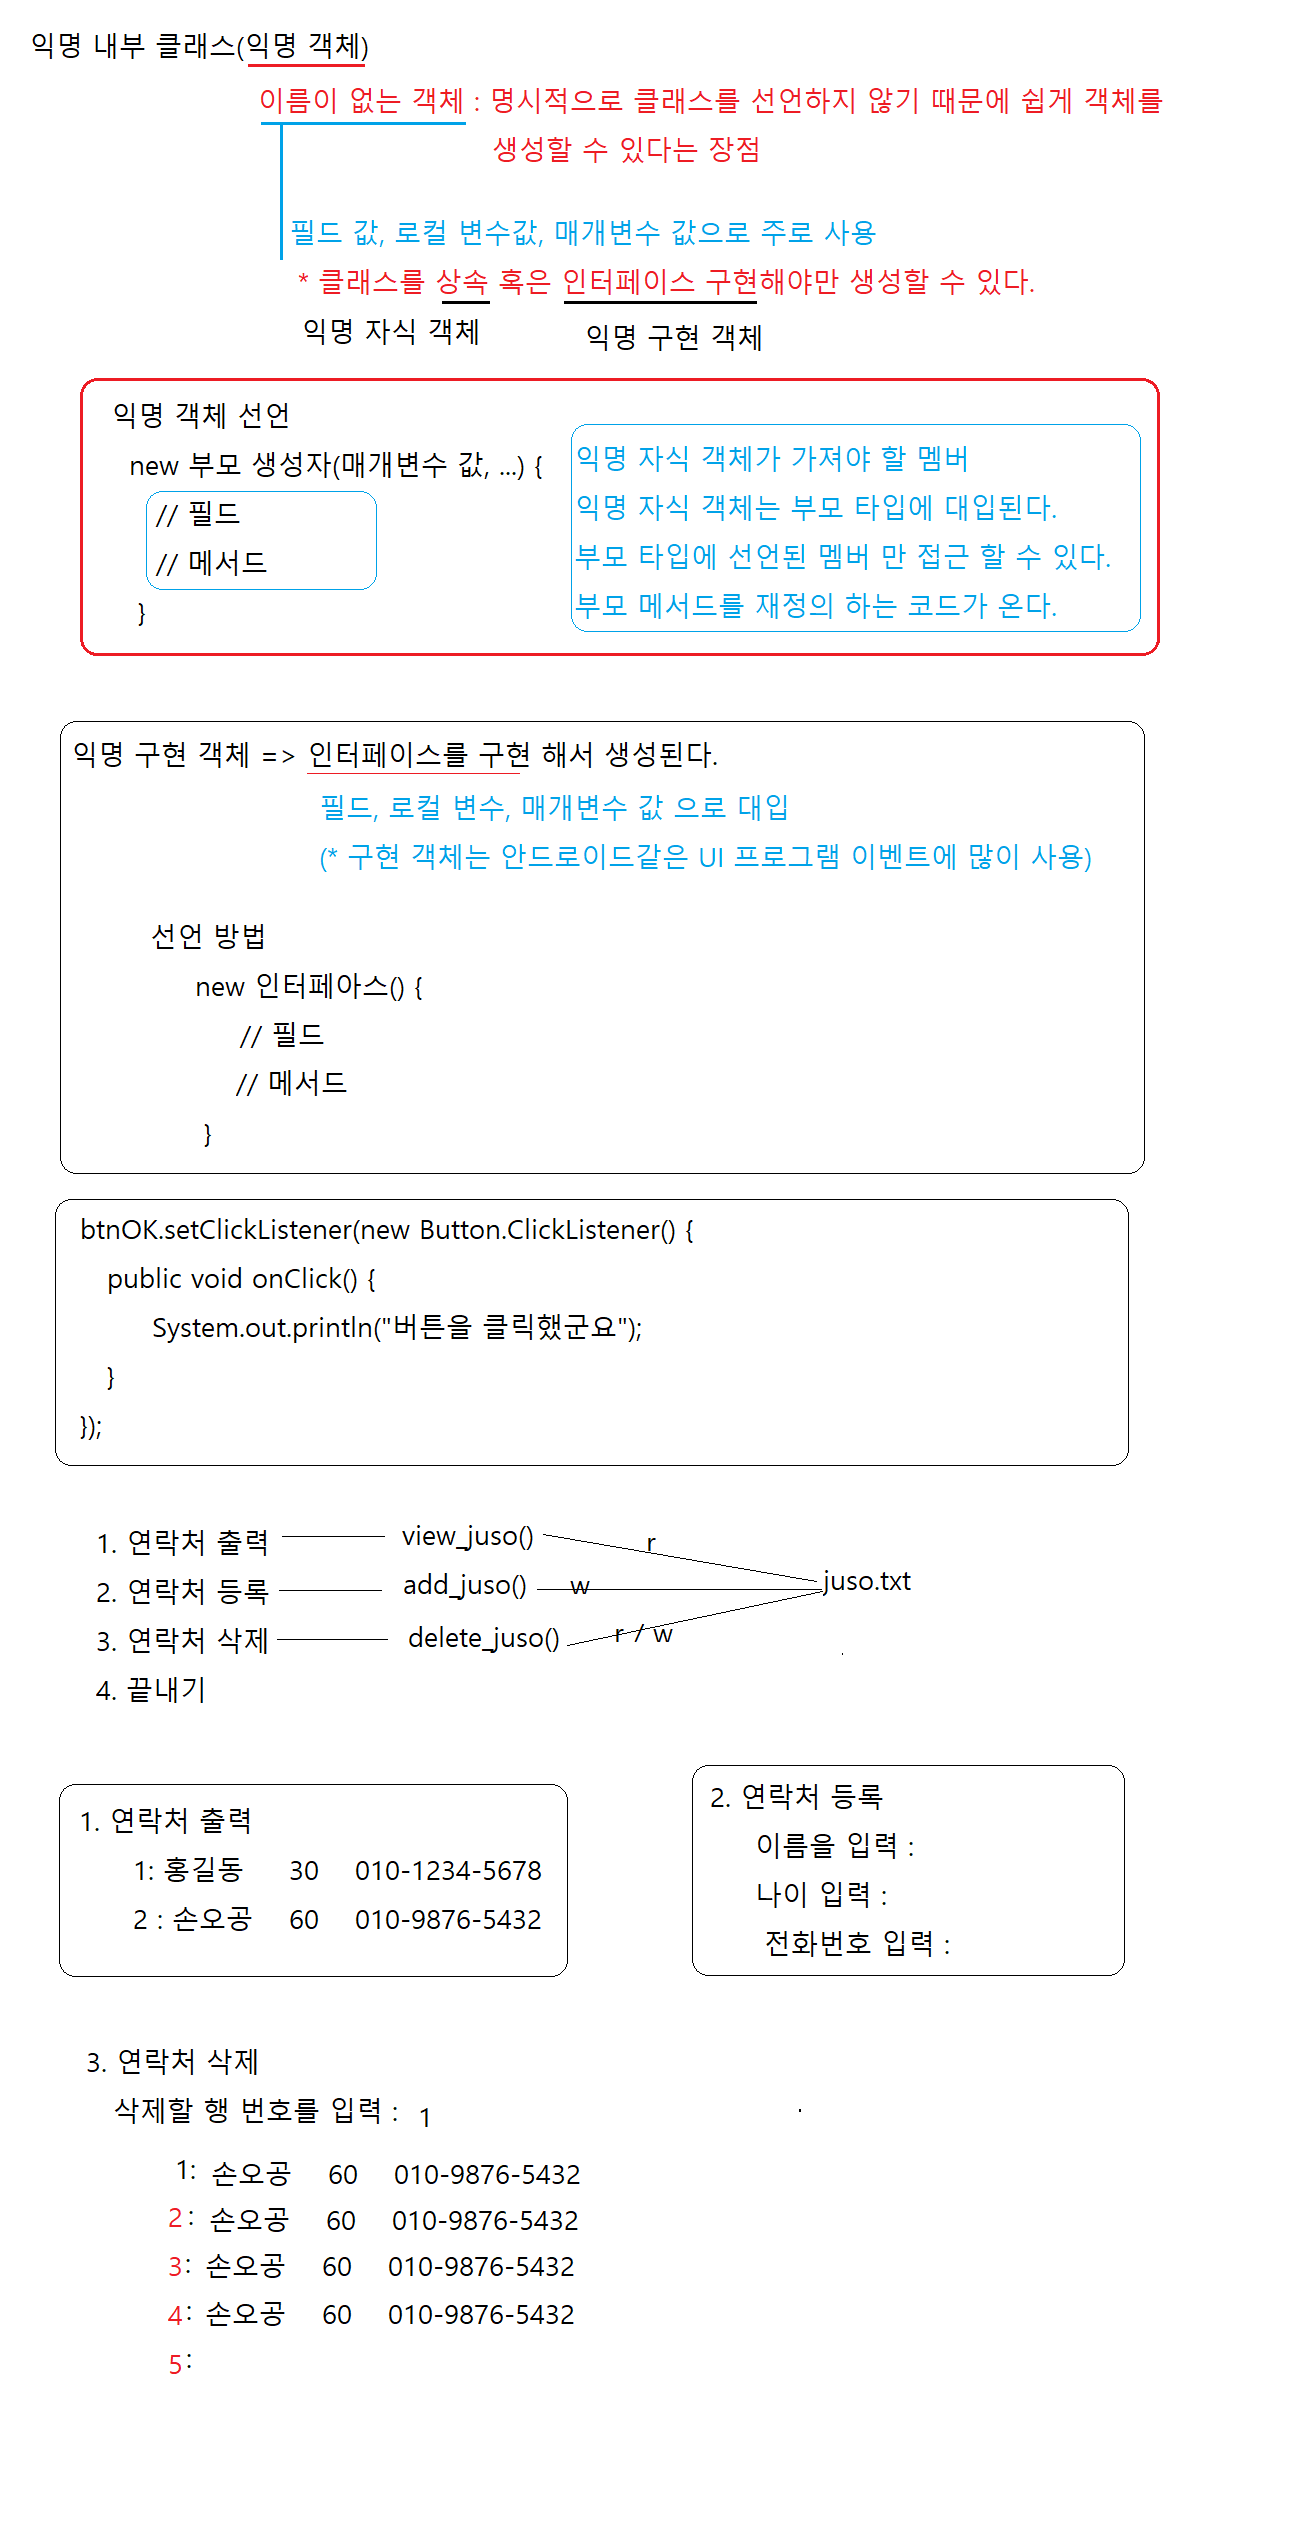 익명 내부 클래스(익명 객체)
이름이 없는 객체 : 명시적으로 클래스를 선언하지 않기 때문에 쉽게 객체를
생성할 수 있다는 장점
필드 값, 로컬 변수값, 매개변수 값으로 주로 사용
* 클래스를 상속 혹은 인터페이스 구현해야만 생성할 수 있다.
익명 자식 객체 익명 구현 객체
익명 객체 선언
new 부모 생성자(매개변수 값, ...) {
// 필드
// 메서드
}
익명 자식 객체가 가져야 할 멤버
익명 자식 객체는 부모 타입에 대입된다.
부모 타입에 선언된 멤버 만 접근 할 수 있다.
부모 메서드를 재정의 하는 코드가 온다.
익명 구현 객체 => 인터페이스를 구현 해서 생성된다.
필드, 로컬 변수, 매개변수 값 으로 대입
(* 구현 객체는 안드로이드같은 UI 프로그램 이벤트에 많이 사용)
선언 방법
new 인터페아스() {
// 필드
// 메서드
}
btnOK.setClickListener(new Button.ClickListener() {
public void onClick() {
System.out.println("버튼을 클릭했군요");
}
});
1. 연락처 출력 view_juso() r
2. 연락처 등록 add_juso() w juso.txt
3. 연락처 삭제 delete_juso() r / w
4. 끝내기
1. 연락처 출력
1: 홍길동 30 010-1234-5678
2 : 손오공 60 010-9876-5432
2. 연락처 등록
이름을 입력 :
나이 입력 :
전화번호 입력 :
3. 연락처 삭제
삭제할 행 번호를 입력 : 1
1: 손오공 60 010-9876-5432
2 : 손오공 60 010-9876-5432
3: 손오공 60 010-9876-5432
4: 손오공 60 010-9876-5432
5: